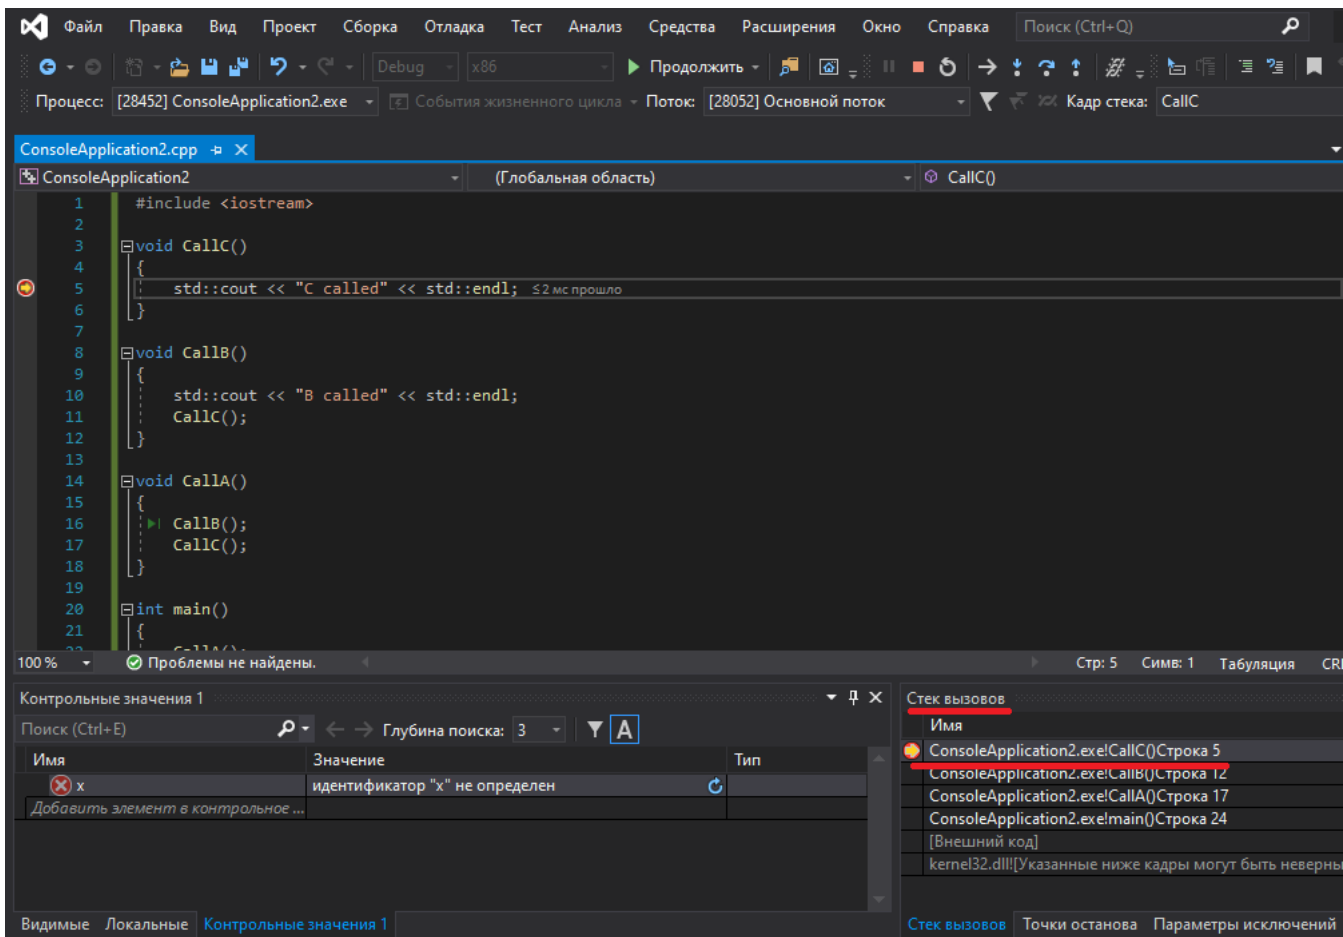 Файл Правка Вид Проект Сборка Отладка Тест Анализ Средства Расширения Окно Справка Поиск (Ctrl+Q)
Debug x86 Продолжить
Процесс: [28452] ConsoleApplication2.exe События жизненного цикла Поток: [28052] Основной поток Кадр стека: CallC
ConsoleApplication2.cpp
ConsoleApplication2 (Глобальная область) CallC()
1 #include <iostream>
2
3 void CallC()
4 {
5 std::cout << "C called" << std::endl; ≤2 мс прошло
6 }
7
8 void CallB()
9 {
10 std::cout << "B called" << std::endl;
11 CallC();
12 }
13
14 void CallA()
15 {
16 CallB();
17 CallC();
18 }
19
20 int main()
21 {
22 CallA();
100 % Проблемы не найдены. Стр: 5 Симв: 1 Табуляция
Контрольные значения 1
Поиск (Ctrl+E) Глубина поиска: 3 A
Имя Значение Тип
x идентификатор "x" не определен
Добавить элемент в контрольное ...
Видимые Локальные Контрольные значения 1
Стек вызовов
Имя
ConsoleApplication2.exe!CallC()Строка 5
ConsoleApplication2.exe!CallB()Строка 12
ConsoleApplication2.exe!CallA()Строка 17
ConsoleApplication2.exe!main()Строка 24
[Внешний код]
kernel32.dll![Указанные ниже кадры могут быть неверны
Стек вызовов Точки останова Параметры исключений